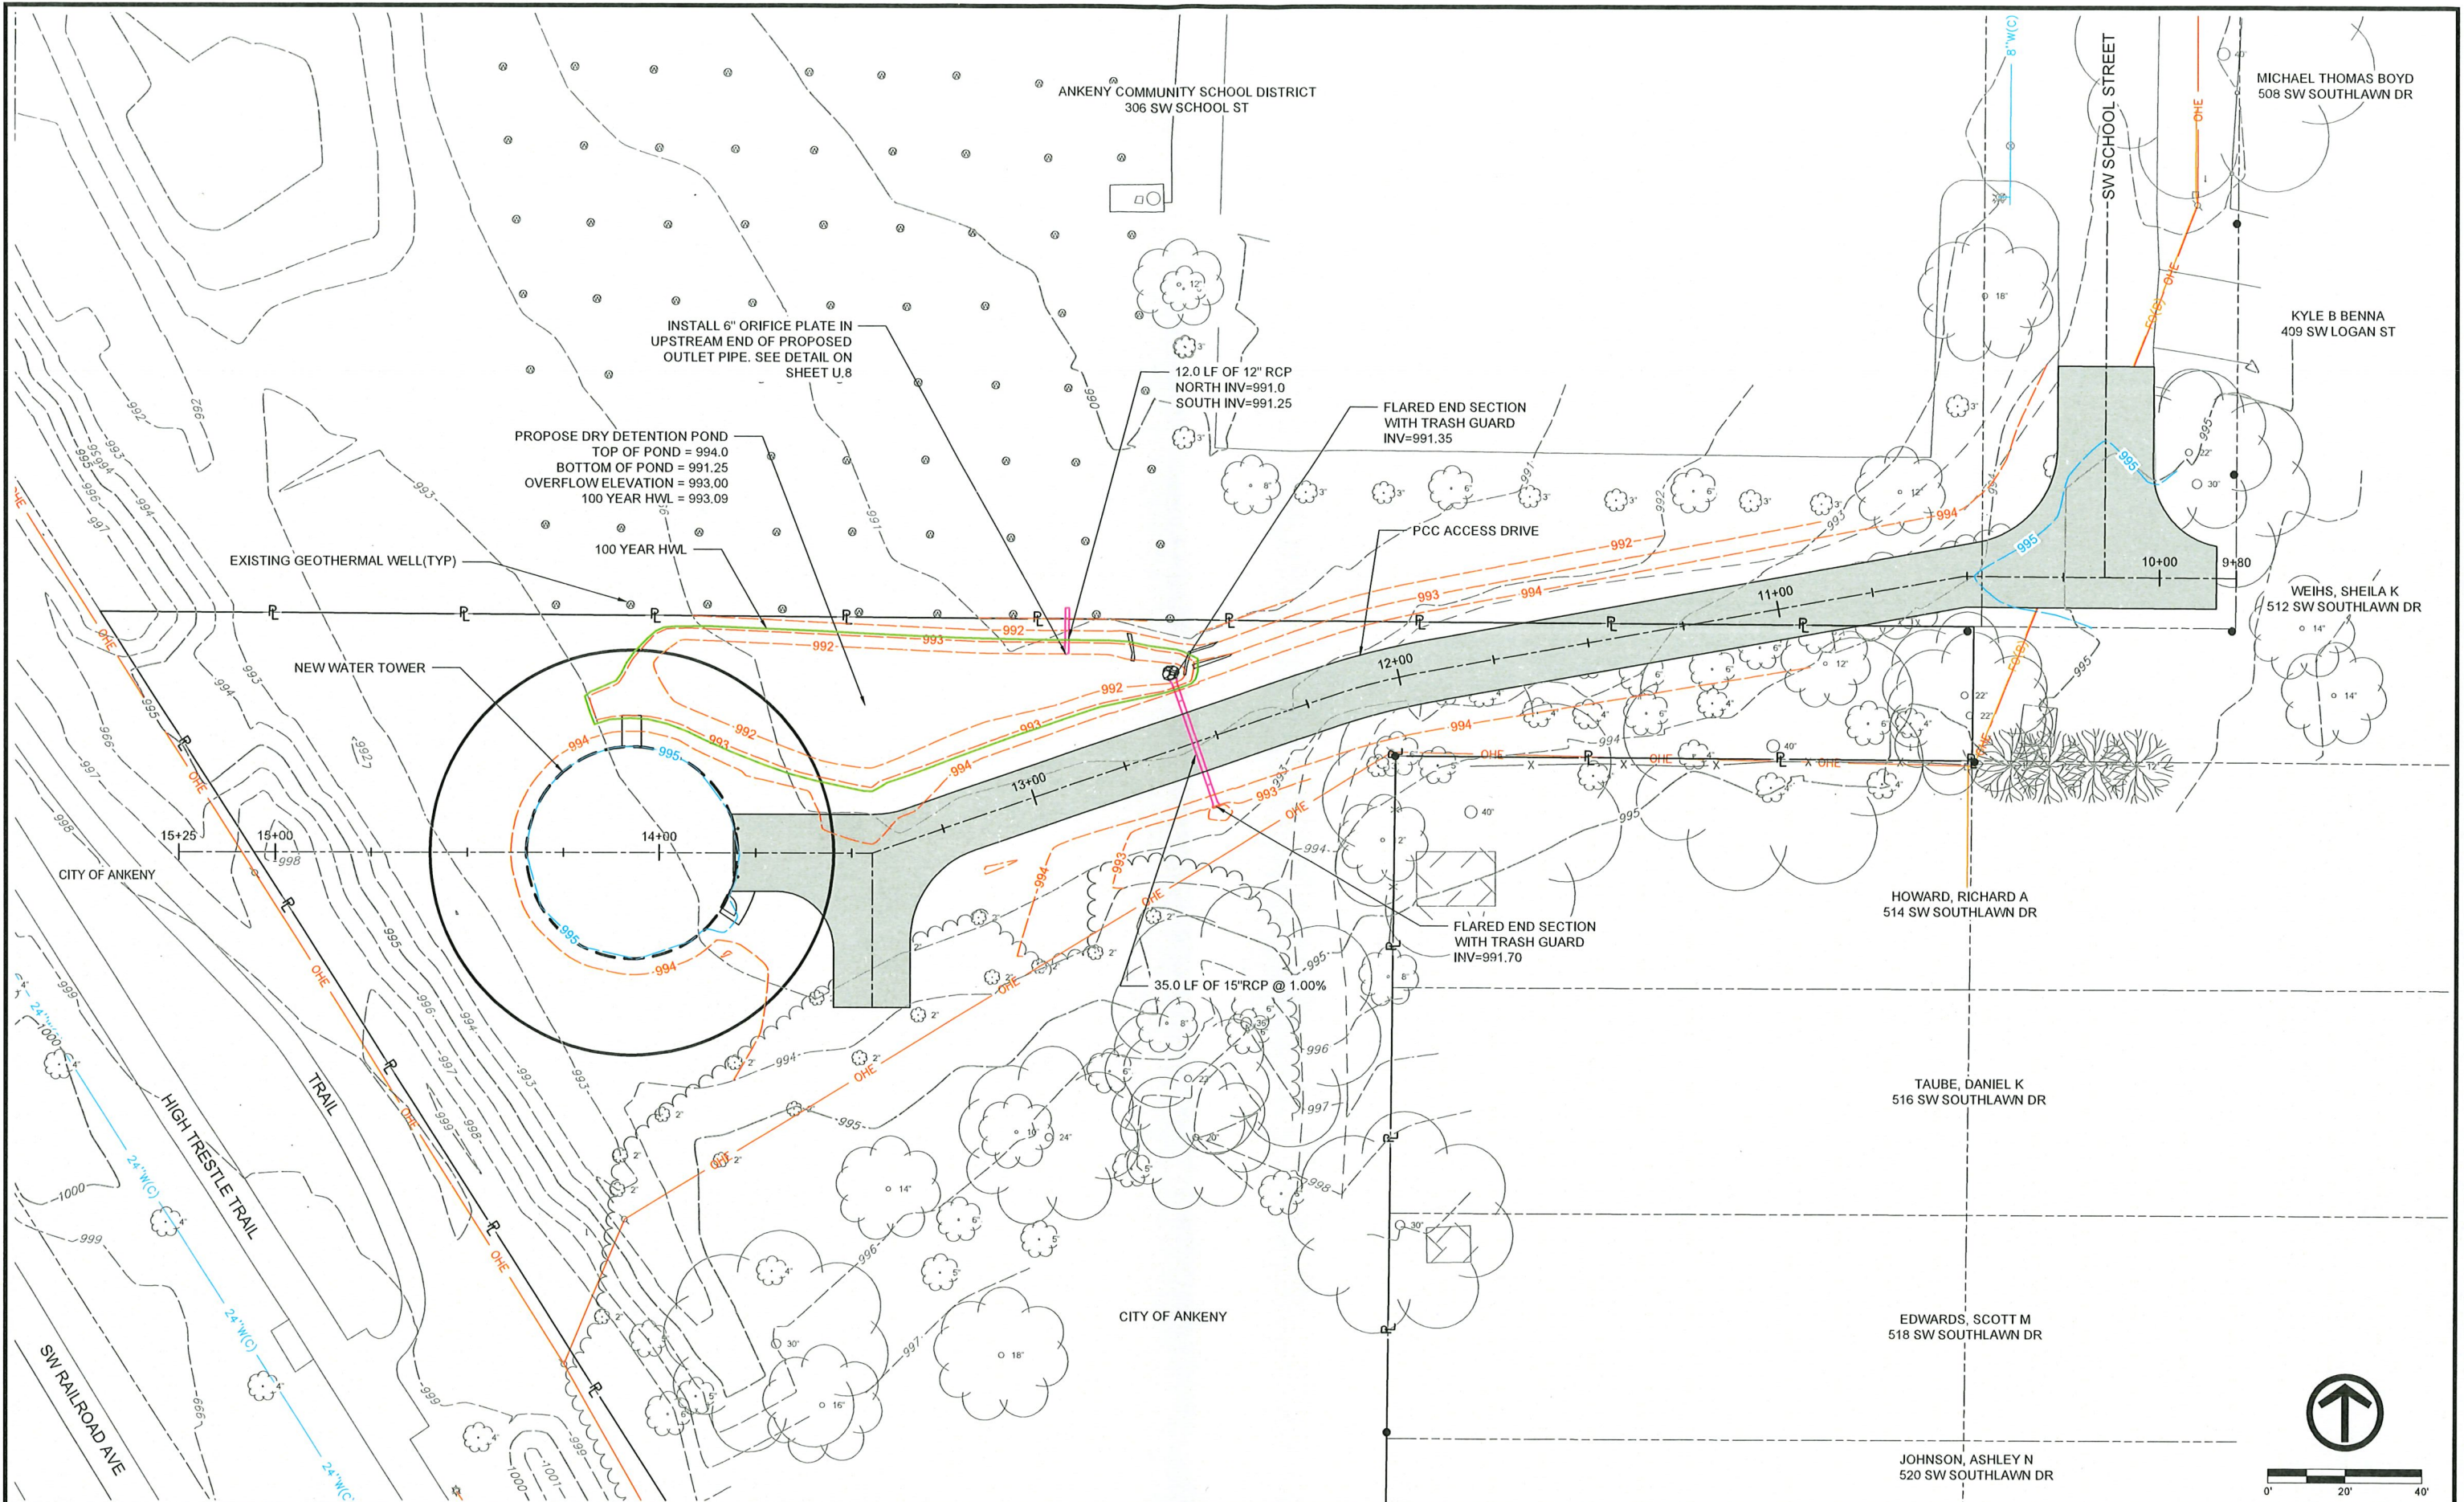 ANKENY COMMUNITY SCHOOL DISTRICT
306 SW SCHOOL ST
8"W(C)
SW SCHOOL STREET
OHE
MICHAEL THOMAS BOYD
508 SW SOUTHLAWN DR
INSTALL 6" ORIFICE PLATE IN
UPSTREAM END OF PROPOSED
OUTLET PIPE. SEE DETAIL ON
SHEET U.8
12.0 LF OF 12" RCP
NORTH INV=991.0
SOUTH INV=991.25
FLARED END SECTION
WITH TRASH GUARD
INV=991.35
KYLE B BENNA
409 SW LOGAN ST
PROPOSE DRY DETENTION POND
TOP OF POND = 994.0
BOTTOM OF POND = 991.25
OVERFLOW ELEVATION = 993.00
100 YEAR HWL = 993.09
PCC ACCESS DRIVE
100 YEAR HWL
EXISTING GEOTHERMAL WELL(TYP)
10+00
9+80
11+00
12+00
13+00
14+00
15+00
15+25
WEIHS, SHEILA K
512 SW SOUTHLAWN DR
NEW WATER TOWER
992
993
994
995
CITY OF ANKENY
HOWARD, RICHARD A
514 SW SOUTHLAWN DR
FLARED END SECTION
WITH TRASH GUARD
INV=991.70
35.0 LF OF 15"RCP @ 1.00%
TRAIL
HIGH TRESTLE TRAIL
24"W(C)
24"W(C)
24"W(C)
TAUBE, DANIEL K
516 SW SOUTHLAWN DR
CITY OF ANKENY
EDWARDS, SCOTT M
518 SW SOUTHLAWN DR
SW RAILROAD AVE
JOHNSON, ASHLEY N
520 SW SOUTHLAWN DR
0' 20' 40'